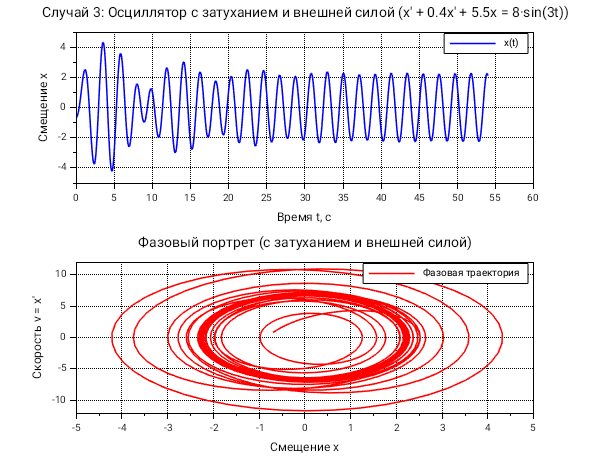 Случай 3: Осциллятор с затуханием и внешней силой (x' + 0.4x' + 5.5x = 8·sin(3t))
x(t)
Смещение x
4
2
0
-2
-4
0 5 10 15 20 25 30 35 40 45 50 55 60
Время t, с
Фазовый портрет (с затуханием и внешней силой)
Фазовая траектория
Скорость v = x'
10
5
0
-5
-10
-5 -4 -3 -2 -1 0 1 2 3 4 5
Смещение x